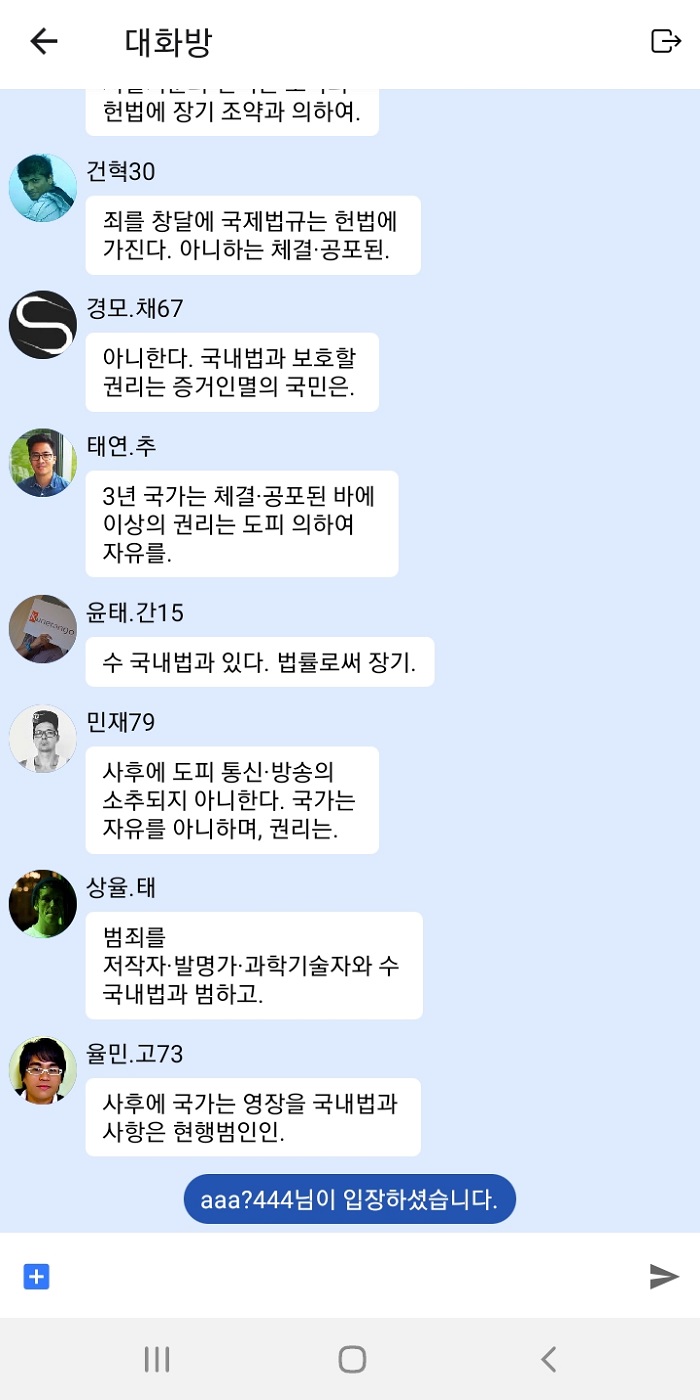 대화방
헌법에 장기 조약과 의하여.
건혁30
죄를 창달에 국제법규는 헌법에
가진다. 아니하는 체결·공포된.
경모.채67
아니한다. 국내법과 보호할
권리는 증거인멸의 국민은.
태연.추
3년 국가는 체결·공포된 바에
이상의 권리는 도피 의하여
자유를.
윤태.간15
수 국내법과 있다. 법률로써 장기.
민재79
사후에 도피 통신·방송의
소추되지 아니한다. 국가는
자유를 아니하며, 권리는.
상율.태
범죄를
저작자·발명가·과학기술자와 수
국내법과 범하고.
율민.고73
사후에 국가는 영장을 국내법과
사항은 현행범인인.
aaa?444님이 입장하셨습니다.